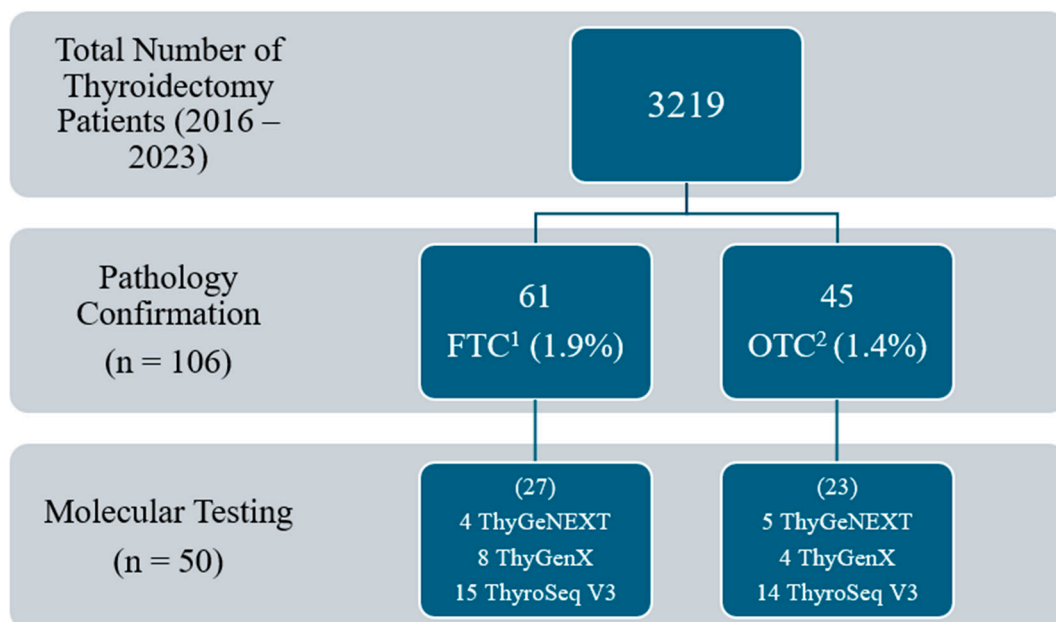 Total Number of
Thyroidectomy
Patients (2016 –
2023)
3219
Pathology
Confirmation
(n = 106)
61
FTC¹ (1.9%)
45
OTC² (1.4%)
Molecular Testing
(n = 50)
(27)
4 ThyGeNEXT
8 ThyGenX
15 ThyroSeq V3
(23)
5 ThyGeNEXT
4 ThyGenX
14 ThyroSeq V3